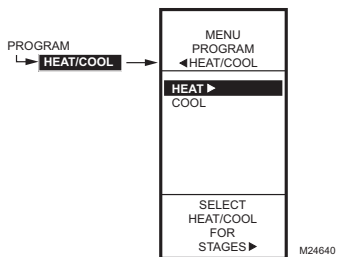 PROGRAM
HEAT/COOL
MENU
PROGRAM
◄HEAT/COOL
HEAT ►
COOL
SELECT
HEAT/COOL
FOR
STAGES ►
M24640